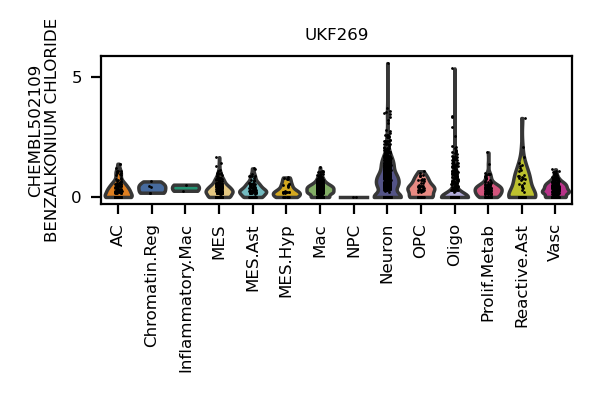 UKF269
CHEMBL502109
BENZALKONIUM CHLORIDE
5
0
AC
Chromatin.Reg
Inflammatory.Mac
MES
MES.Ast
MES.Hyp
Mac
NPC
Neuron
OPC
Oligo
Prolif.Metab
Reactive.Ast
Vasc